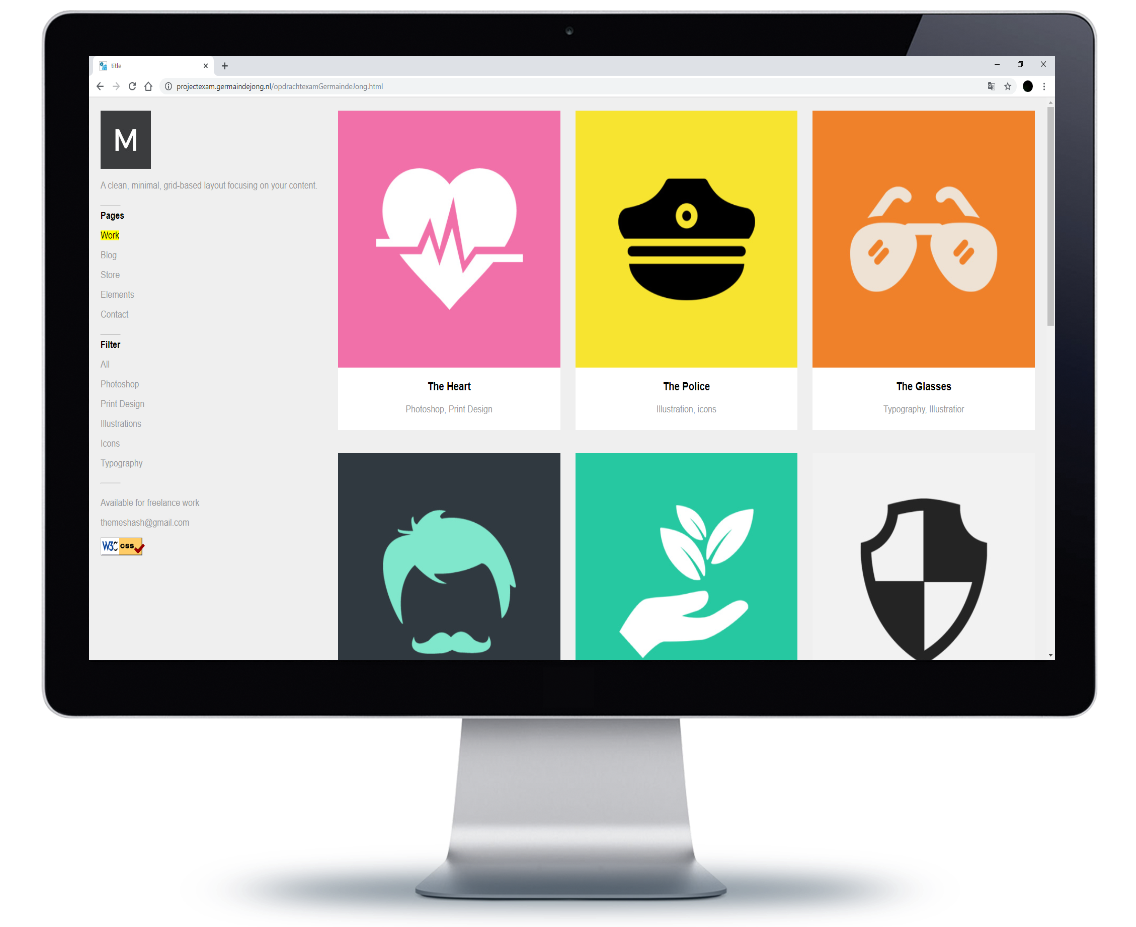 title
projectexam.germaindejong.nl/opdrachtexamGermaindeJong.html
M
A clean, minimal, grid-based layout focusing on your content.
Pages
Work
Blog
Store
Elements
Contact
Filter
All
Photoshop
Print Design
Illustrations
Icons
Typography
Available for freelance work
themeshash@gmail.com
W3C css
The Heart
Photoshop, Print Design
The Police
Illustration, icons
The Glasses
Typography, Illustratior